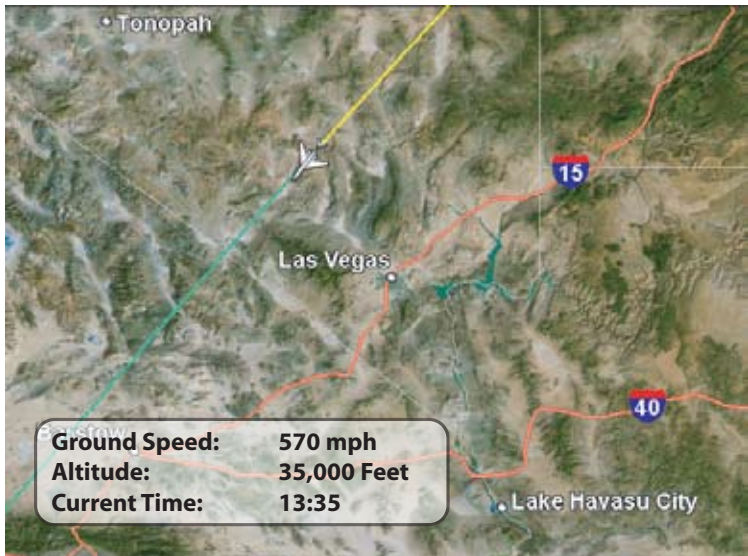 Tonopah
15
Las Vegas
40
Barstow
Ground Speed: 570 mph
Altitude: 35,000 Feet
Current Time: 13:35
Lake Havasu City